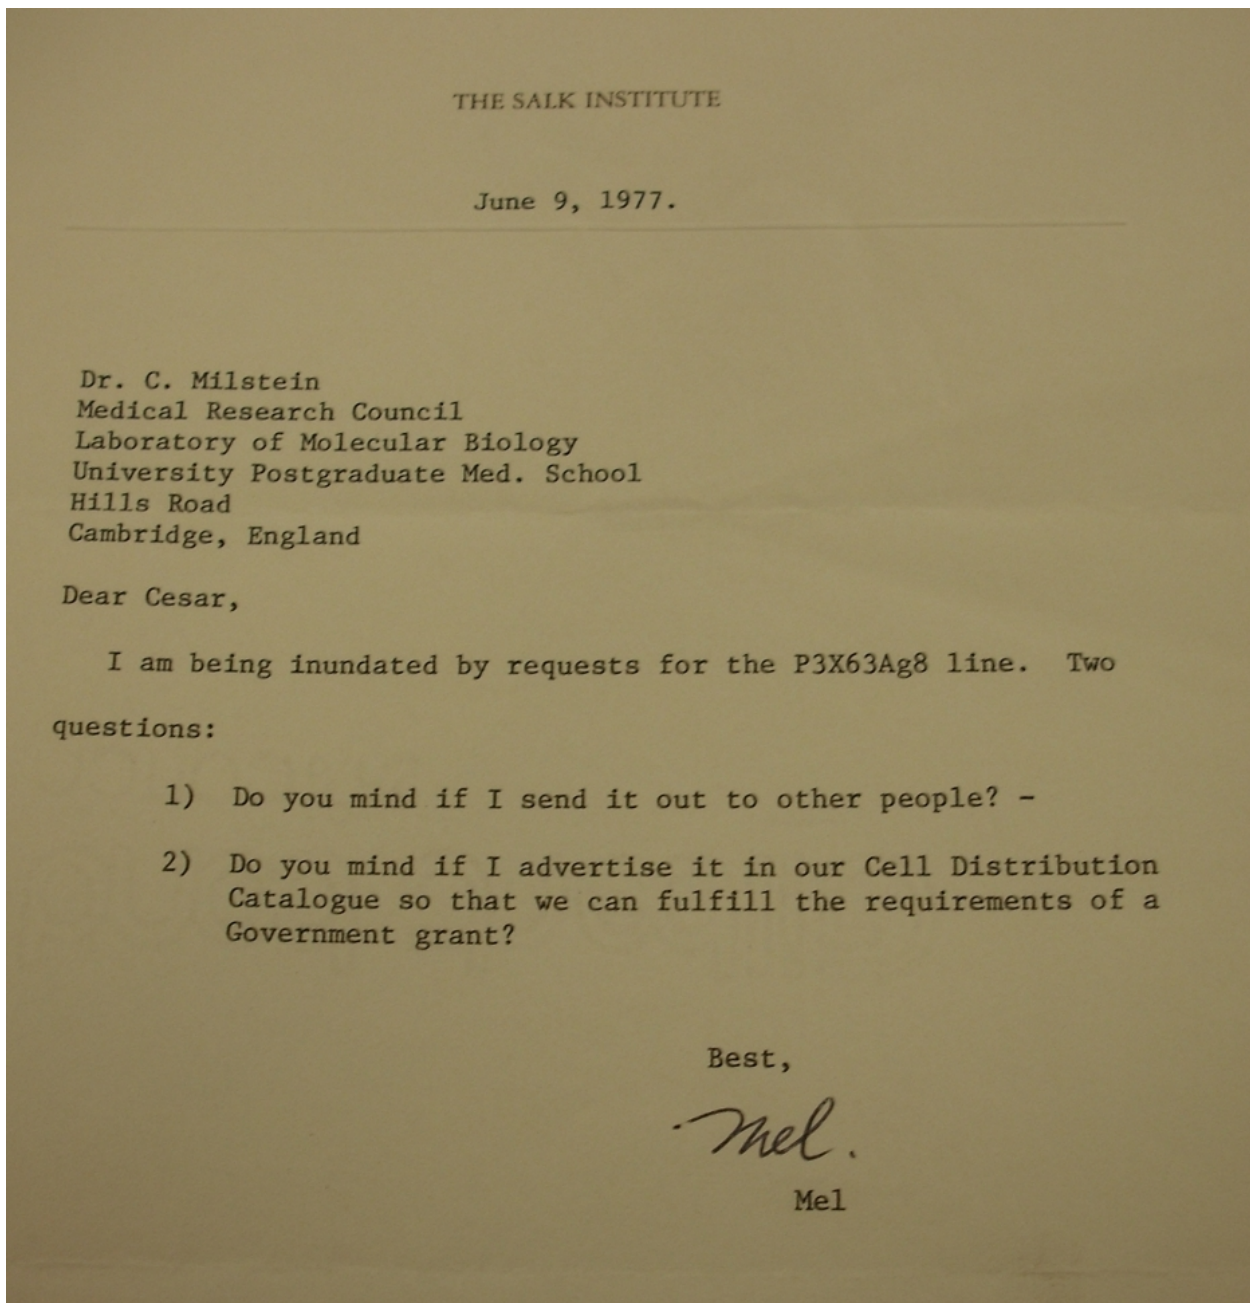 THE SALK INSTITUTE
June 9, 1977.
Dr. C. Milstein
Medical Research Council
Laboratory of Molecular Biology
University Postgraduate Med. School
Hills Road
Cambridge, England
Dear Cesar,
I am being inundated by requests for the P3X63Ag8 line. Two
questions:
1) Do you mind if I send it out to other people? -
2) Do you mind if I advertise it in our Cell Distribution
Catalogue so that we can fulfill the requirements of a
Government grant?
Best,
Mel.
Mel